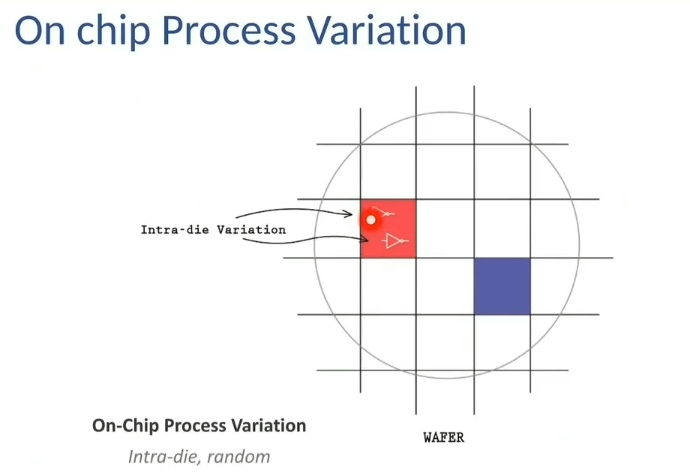 On chip Process Variation
Intra-die Variation
On-Chip Process Variation
Intra-die, random
WAFER